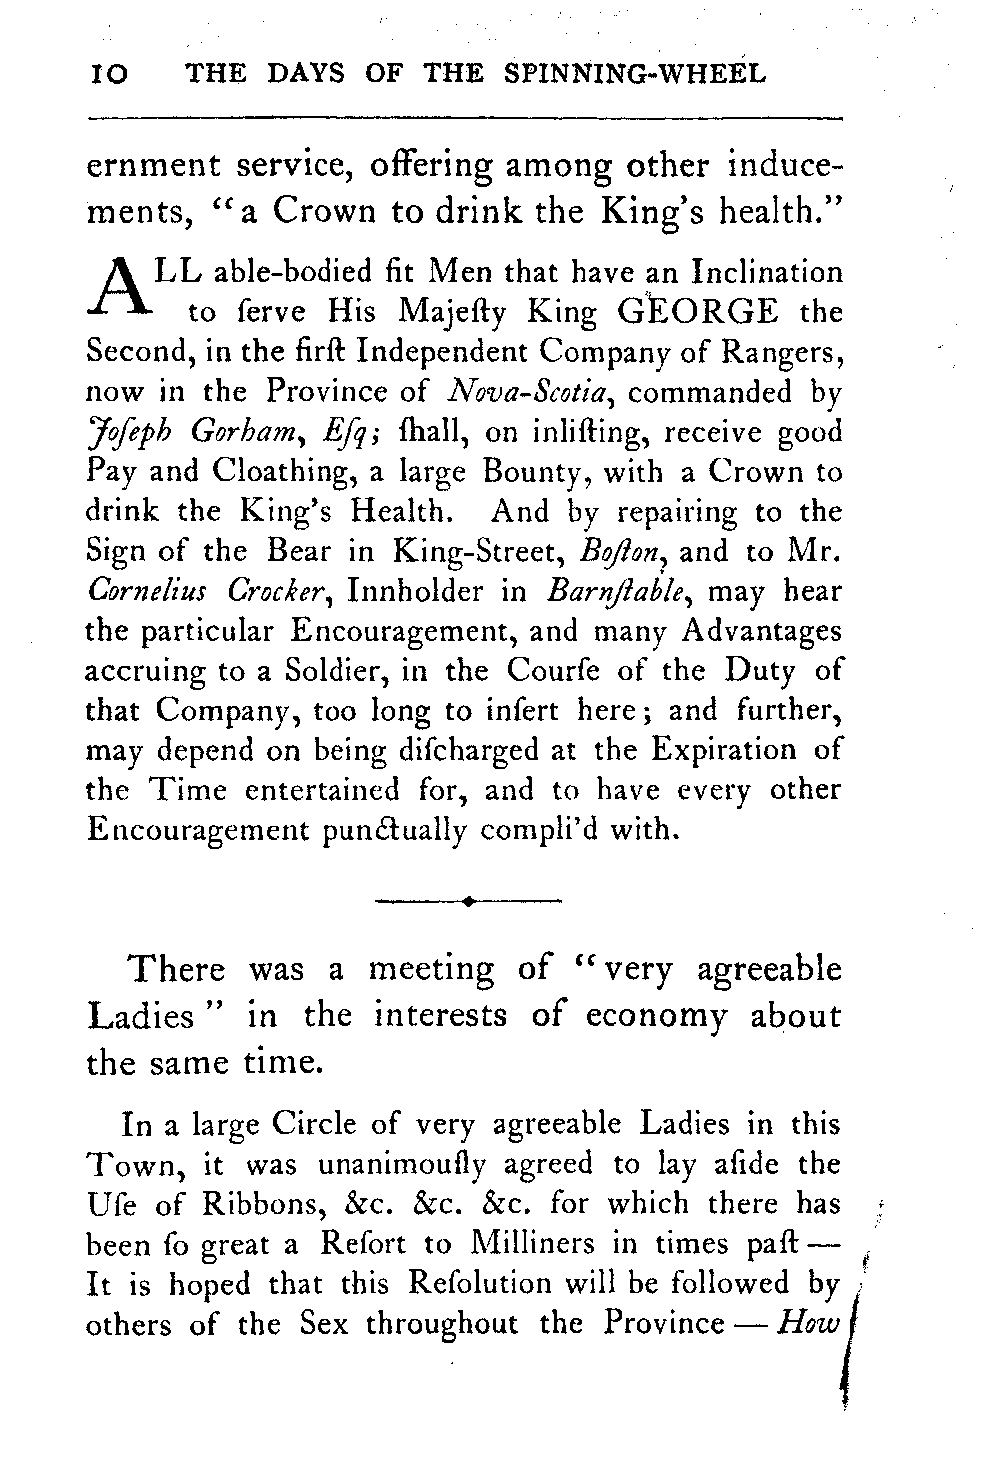 10 THE DAYS OF THE SPINNING-WHEEL
ernment service, offering among other induce-
ments, “a Crown to drink the King’s health.”
ALL able-bodied fit Men that have an Inclination
to ſerve His Majeſty King GEORGE the
Second, in the firſt Independent Company of Rangers,
now in the Province of Nova-Scotia, commanded by
Joſeph Gorham, Eſq; ſhall, on inliſting, receive good
Pay and Cloathing, a large Bounty, with a Crown to
drink the King’s Health. And by repairing to the
Sign of the Bear in King-Street, Boſton, and to Mr.
Cornelius Crocker, Innholder in Barnſtable, may hear
the particular Encouragement, and many Advantages
accruing to a Soldier, in the Courſe of the Duty of
that Company, too long to inſert here; and further,
may depend on being diſcharged at the Expiration of
the Time entertained for, and to have every other
Encouragement punctually compli’d with.
There was a meeting of “very agreeable
Ladies” in the interests of economy about
the same time.
In a large Circle of very agreeable Ladies in this
Town, it was unanimouſly agreed to lay aſide the
Uſe of Ribbons, &c. &c. &c. for which there has
been ſo great a Reſort to Milliners in times paſt —
It is hoped that this Reſolution will be followed by
others of the Sex throughout the Province — How